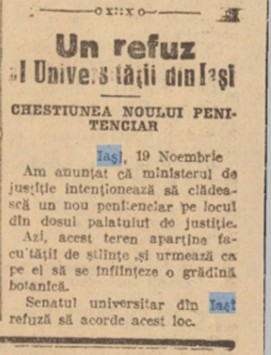 —oxııxo—
Un refuz
al Universității din Iași
CHESTIUNEA NOULUI PENI-
TENCIAR
Iași, 19 Noembrie
Am anunțat că ministerul de
justiție intenționează să clădea-
scă un nou penitenciar pe locul
din dosul palatului de justiție.
Azi, acest teren aparține fa-
cultății de științe și urmează ca
pe el să se înființeze o grădină
botanică.
Senatul universitar din Iași
refuză să acorde acest loc.